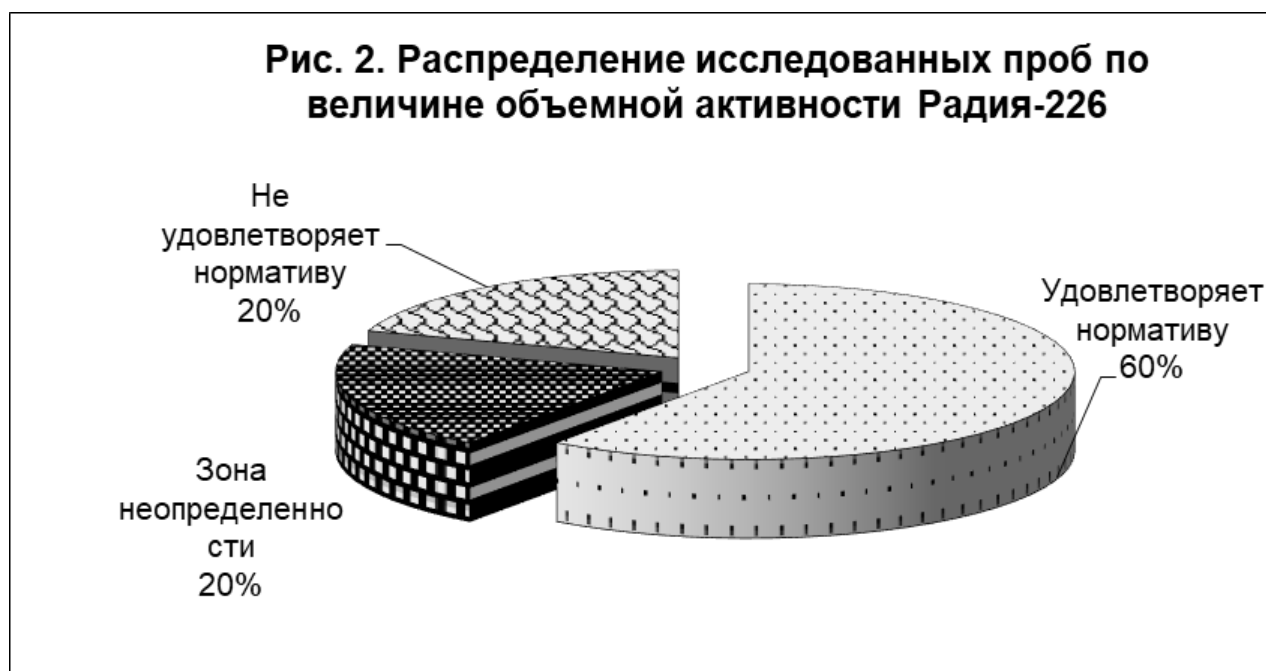 Рис. 2. Распределение исследованных проб по
величине объемной активности Радия-226
Не
удовлетворяет
нормативу
20%
Удовлетворяет
нормативу
60%
Зона
неопределенно
сти
20%